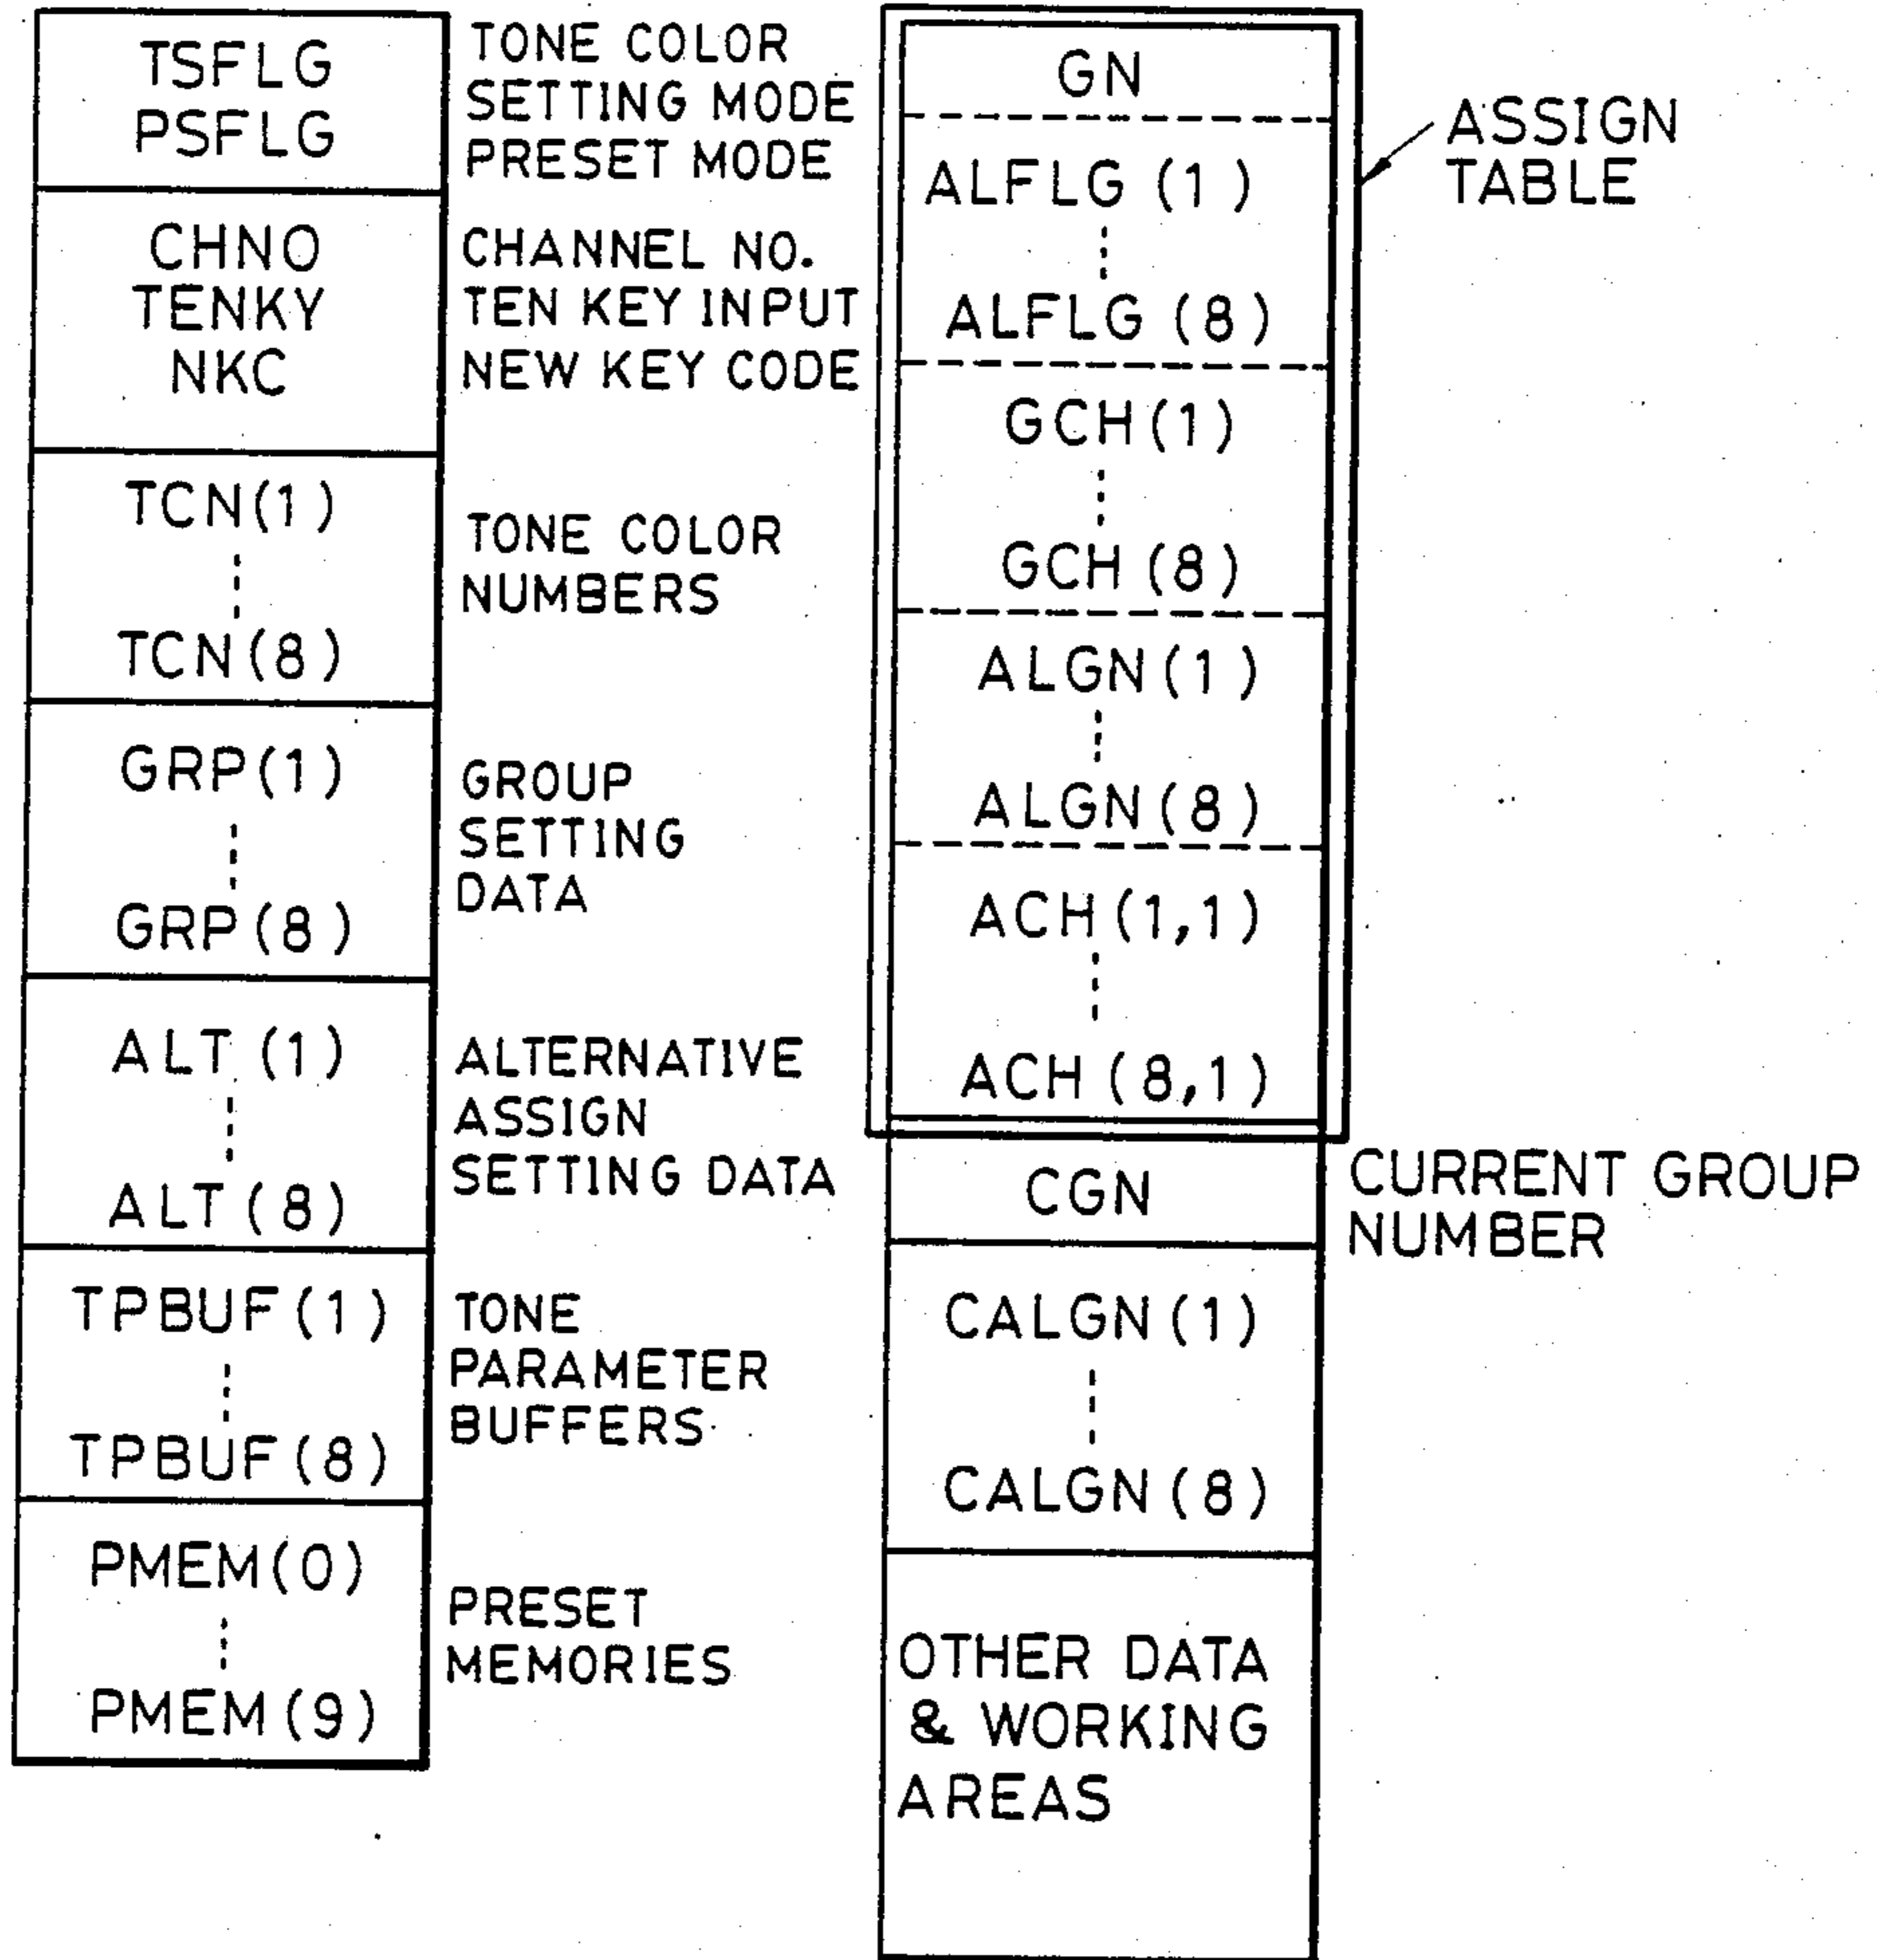 TSFLG
PSFLG
TONE COLOR
SETTING MODE
PRESET MODE
CHNO
TENKY
NKC
CHANNEL NO.
TEN KEY INPUT
NEW KEY CODE
TCN(1)
TCN(8)
TONE COLOR
NUMBERS
GRP(1)
GRP(8)
GROUP
SETTING
DATA
ALT(1)
ALT(8)
ALTERNATIVE
ASSIGN
SETTING DATA
TPBUF(1)
TPBUF(8)
TONE
PARAMETER
BUFFERS
PMEM(0)
PMEM(9)
PRESET
MEMORIES
GN
ALFLG(1)
ALFLG(8)
GCH(1)
GCH(8)
ALGN(1)
ALGN(8)
ACH(1,1)
ACH(8,1)
ASSIGN
TABLE
CGN
CURRENT GROUP
NUMBER
CALGN(1)
CALGN(8)
OTHER DATA
& WORKING
AREAS